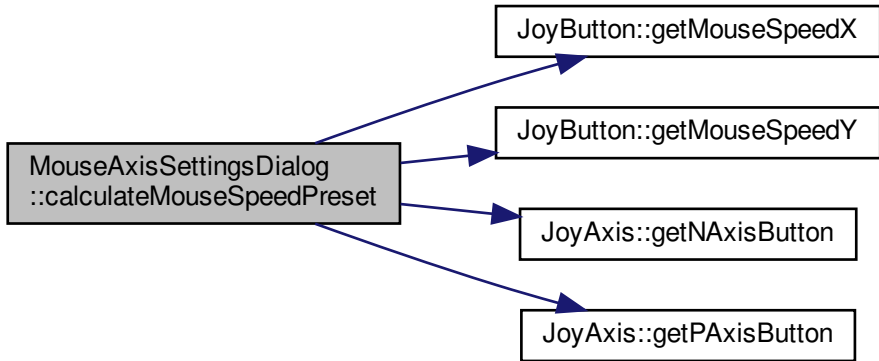 JoyButton::getMouseSpeedX
JoyButton::getMouseSpeedY
MouseAxisSettingsDialog
::calculateMouseSpeedPreset
JoyAxis::getNAxisButton
JoyAxis::getPAxisButton